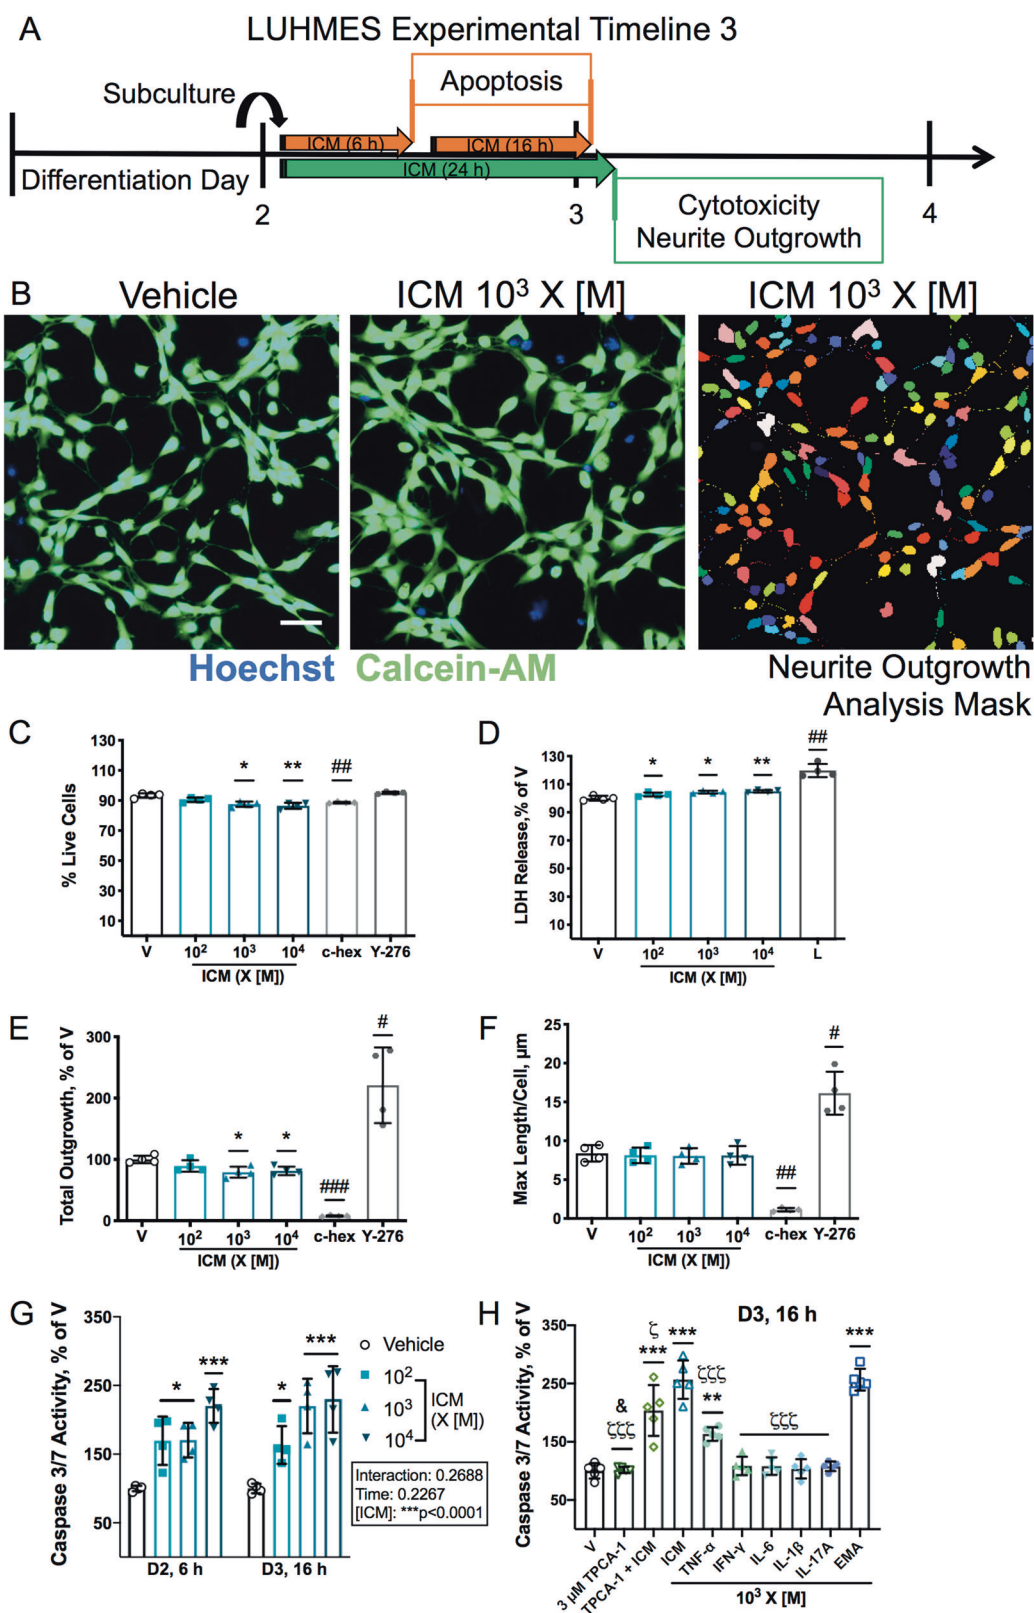 A
LUHMES Experimental Timeline 3
Apoptosis
Subculture
ICM (6 h)
ICM (16 h)
ICM (24 h)
Differentiation Day
2
3
4
Cytotoxicity
Neurite Outgrowth
B
Vehicle
ICM 10³ X [M]
ICM 10³ X [M]
Hoechst
Calcein-AM
Neurite Outgrowth
Analysis Mask
C
% Live Cells
130
110
90
70
50
30
10
*
**
##
V
10²
10³
10⁴
c-hex
Y-276
ICM (X [M])
D
LDH Release,% of V
130
110
90
70
50
30
10
*
*
**
##
V
10²
10³
10⁴
L
ICM (X [M])
E
Total Outgrowth, % of V
300
200
100
0
*
*
###
#
V
10²
10³
10⁴
c-hex
Y-276
ICM (X [M])
F
Max Length/Cell, µm
25
20
15
10
5
0
##
#
V
10²
10³
10⁴
c-hex
Y-276
ICM (X [M])
G
Caspase 3/7 Activity, % of V
350
250
150
50
*
***
*
***
D2, 6 h
D3, 16 h
Vehicle
10²
10³
10⁴
ICM
(X [M])
Interaction: 0.2688
Time: 0.2267
[ICM]: ***p<0.0001
H
D3, 16 h
Caspase 3/7 Activity, % of V
350
250
150
50
&
ζζζ
ζ
***
***
ζζζ
**
ζζζ
***
V
3 µM TPCA-1
TPCA-1 + ICM
ICM
TNF-α
IFN-γ
IL-6
IL-1β
IL-17A
EMA
10³ X [M]